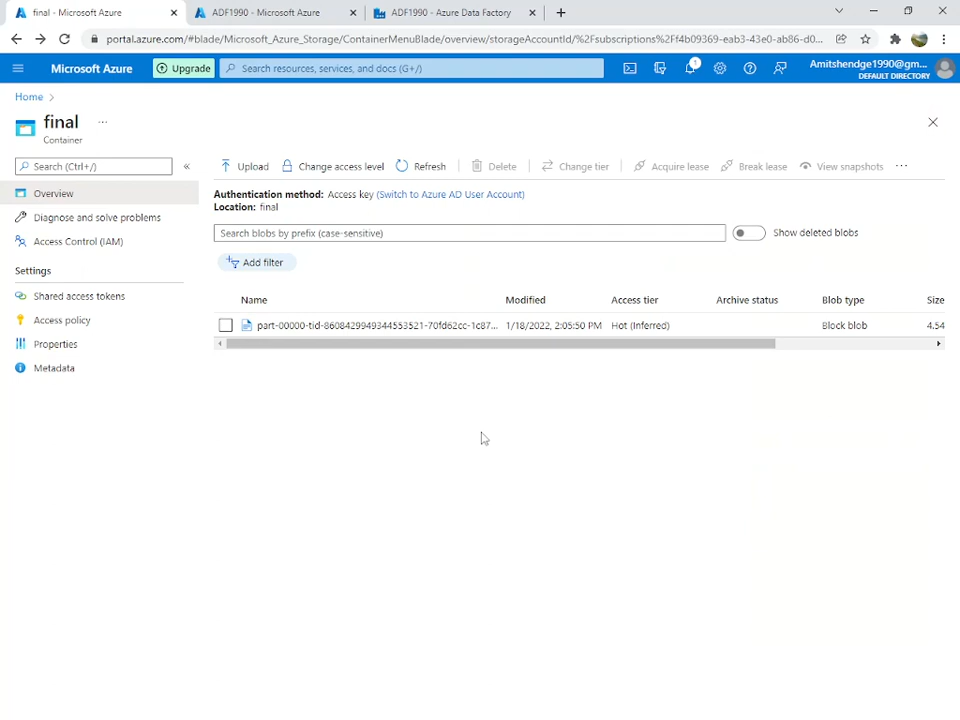 final - Microsoft Azure
ADF1990 - Microsoft Azure
ADF1990 - Azure Data Factory
portal.azure.com/#blade/Microsoft_Azure_Storage/ContainerMenuBlade/overview/storageAccountId/%2Fsubscriptions%2Ff4b09369-eab3-43e0-ab86-d0...
Microsoft Azure
Upgrade
Search resources, services, and docs (G+/)
1
Amitshendge1990@gm...
DEFAULT DIRECTORY
Home >
final ...
Container
Search (Ctrl+/)
«
Upload
Change access level
Refresh
Delete
Change tier
Acquire lease
Break lease
View snapshots
...
Overview
Diagnose and solve problems
Access Control (IAM)
Settings
Shared access tokens
Access policy
Properties
Metadata
Authentication method: Access key (Switch to Azure AD User Account)
Location: final
Search blobs by prefix (case-sensitive)
Show deleted blobs
Add filter
Name Modified Access tier Archive status Blob type Size
part-00000-tid-8608429949344553521-70fd62cc-1c87... 1/18/2022, 2:05:50 PM Hot (Inferred) Block blob 4.54